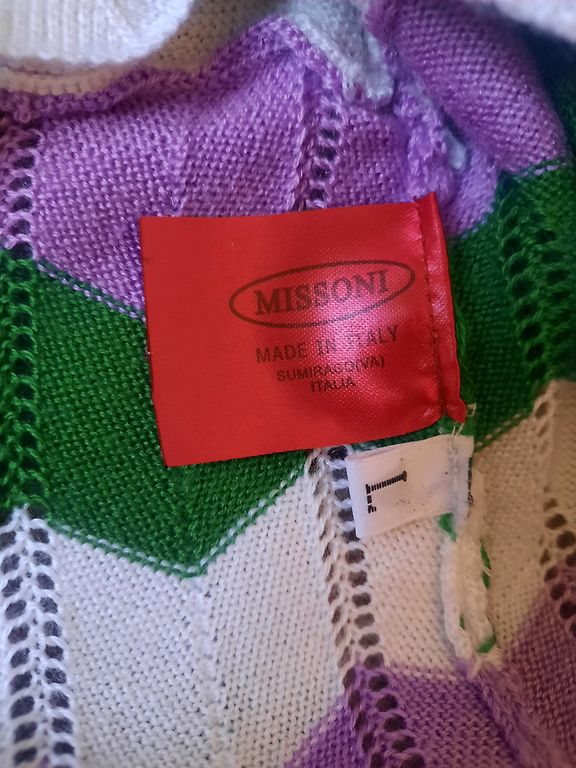 MISSONI
MADE IN ITALY
SUMIRAGO(VA)
ITALIA
L